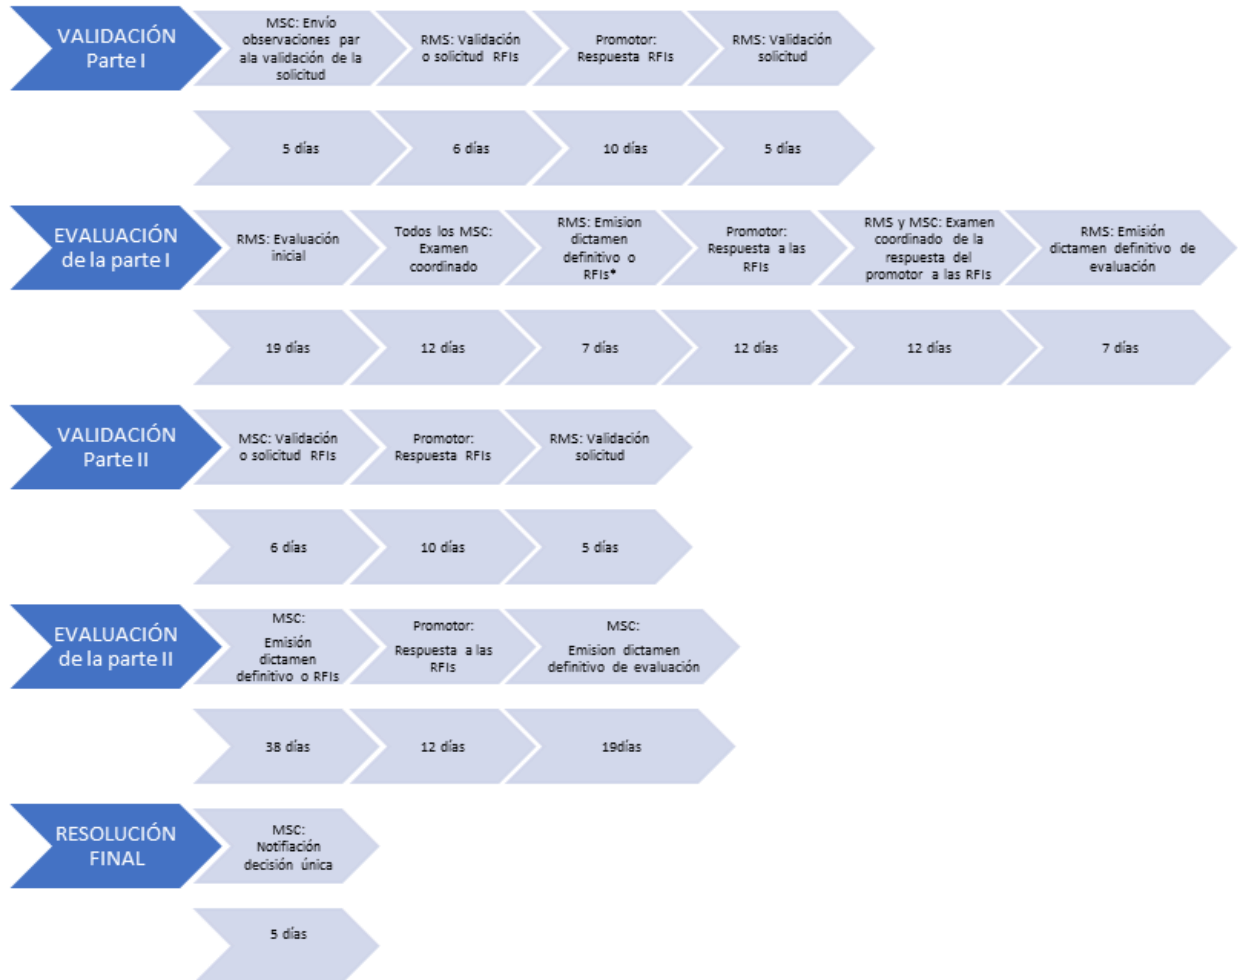 VALIDACIÓN
Parte I
MSC: Envío
observaciones par
ala validación de la
solicitud
RMS: Validación
o solicitud RFIs
Promotor:
Respuesta RFIs
RMS: Validación
solicitud
5 días
6 días
10 días
5 días
EVALUACIÓN
de la parte I
RMS: Evaluación
inicial
Todos los MSC:
Examen
coordinado
RMS: Emision
dictamen
definitivo o
RFIs*
Promotor:
Respuesta a las
RFIs
RMS y MSC: Examen
coordinado de la
respuesta del
promotor a las RFIs
RMS: Emisión
dictamen definitivo de
evaluación
19 días
12 días
7 días
12 días
12 días
7 días
VALIDACIÓN
Parte II
MSC: Validación
o solicitud RFIs
Promotor:
Respuesta RFIs
RMS: Validación
solicitud
6 días
10 días
5 días
EVALUACIÓN
de la parte II
MSC:
Emisión
dictamen
definitivo o RFIs
Promotor:
Respuesta a las
RFIs
MSC:
Emision dictamen
definitivo de evaluación
38 días
12 días
19días
RESOLUCIÓN
FINAL
MSC:
Notifiación
decisión única
5 días